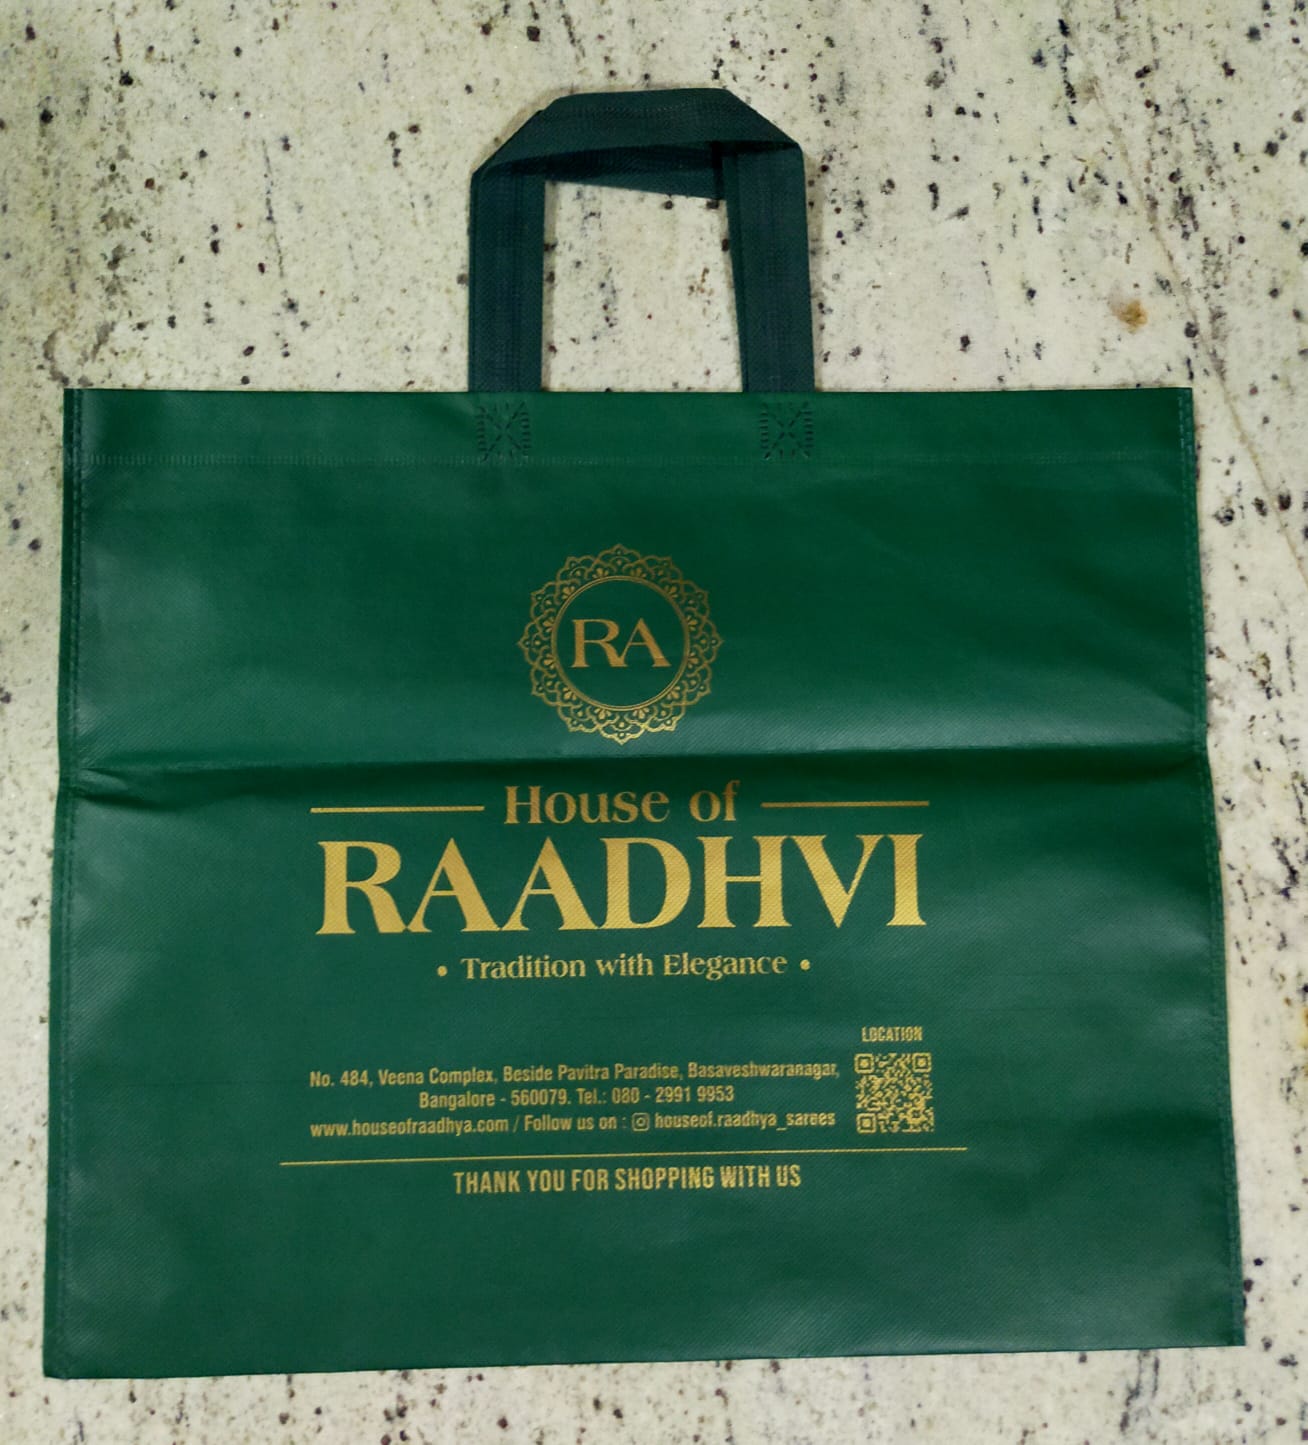 RA
House of
RAADHVI
• Tradition with Elegance •
LOCATION
No. 484, Veena Complex, Beside Pavitra Paradise, Basaveshwaranagar,
Bangalore - 560079. Tel.: 080 - 2991 9953
www.houseofraadhya.com / Follow us on : houseof.raadhya_sarees
THANK YOU FOR SHOPPING WITH US